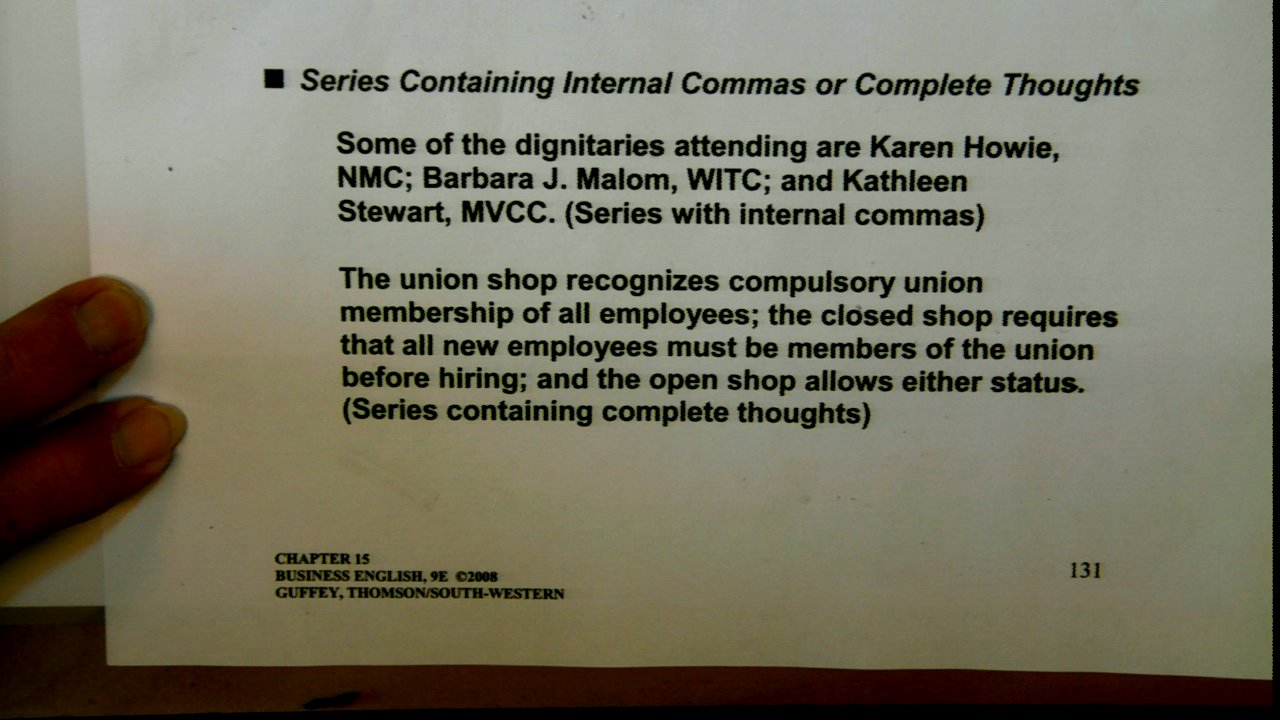 ■ Series Containing Internal Commas or Complete Thoughts
Some of the dignitaries attending are Karen Howie,
NMC; Barbara J. Malom, WITC; and Kathleen
Stewart, MVCC. (Series with internal commas)
The union shop recognizes compulsory union
membership of all employees; the closed shop requires
that all new employees must be members of the union
before hiring; and the open shop allows either status.
(Series containing complete thoughts)
CHAPTER 15
BUSINESS ENGLISH, 9E ©2008
GUFFEY, THOMSON/SOUTH-WESTERN
131